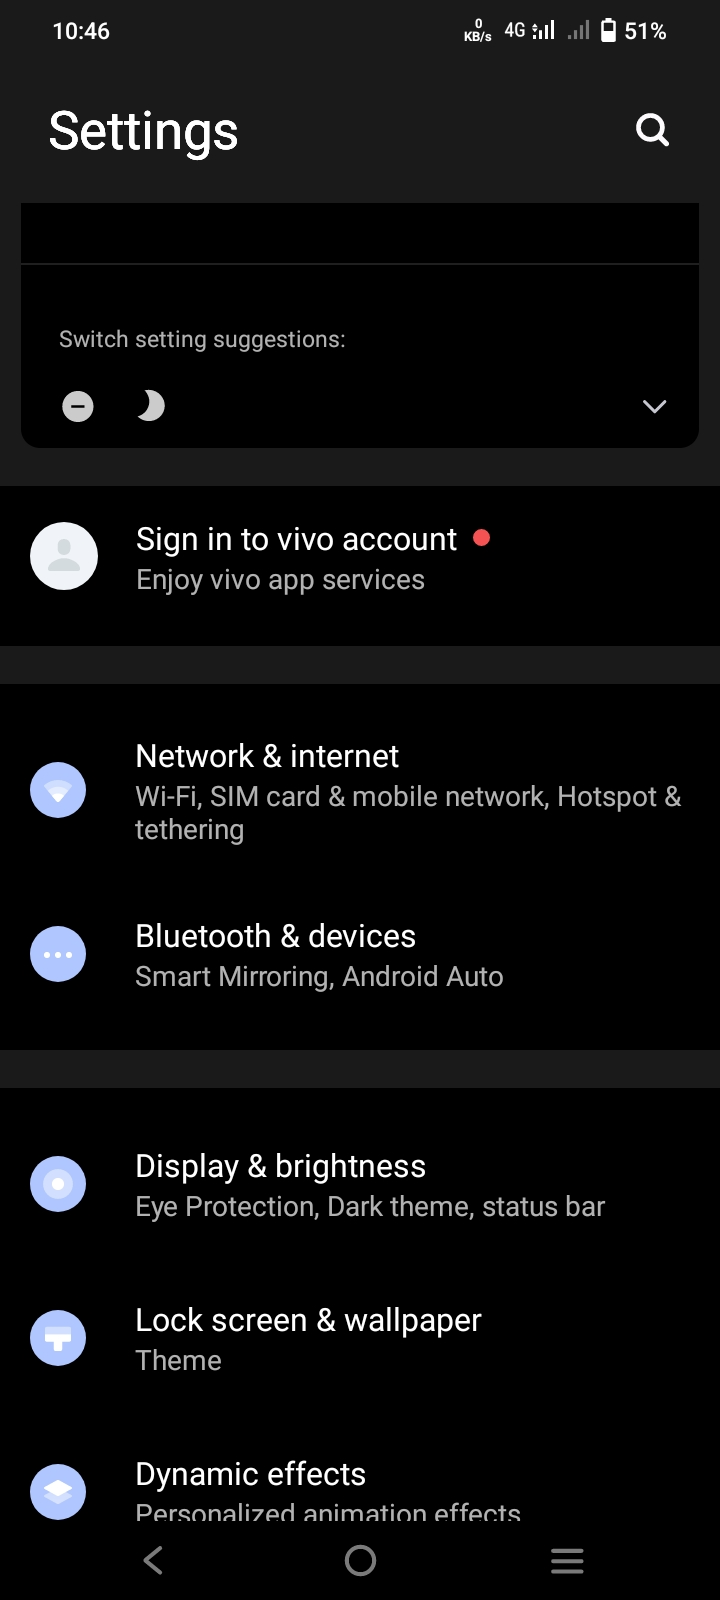 10:46
0
KB/s
4G
51%
Settings
Switch setting suggestions:
Sign in to vivo account
Enjoy vivo app services
Network & internet
Wi-Fi, SIM card & mobile network, Hotspot &
tethering
Bluetooth & devices
Smart Mirroring, Android Auto
Display & brightness
Eye Protection, Dark theme, status bar
Lock screen & wallpaper
Theme
Dynamic effects
Personalized animation effects